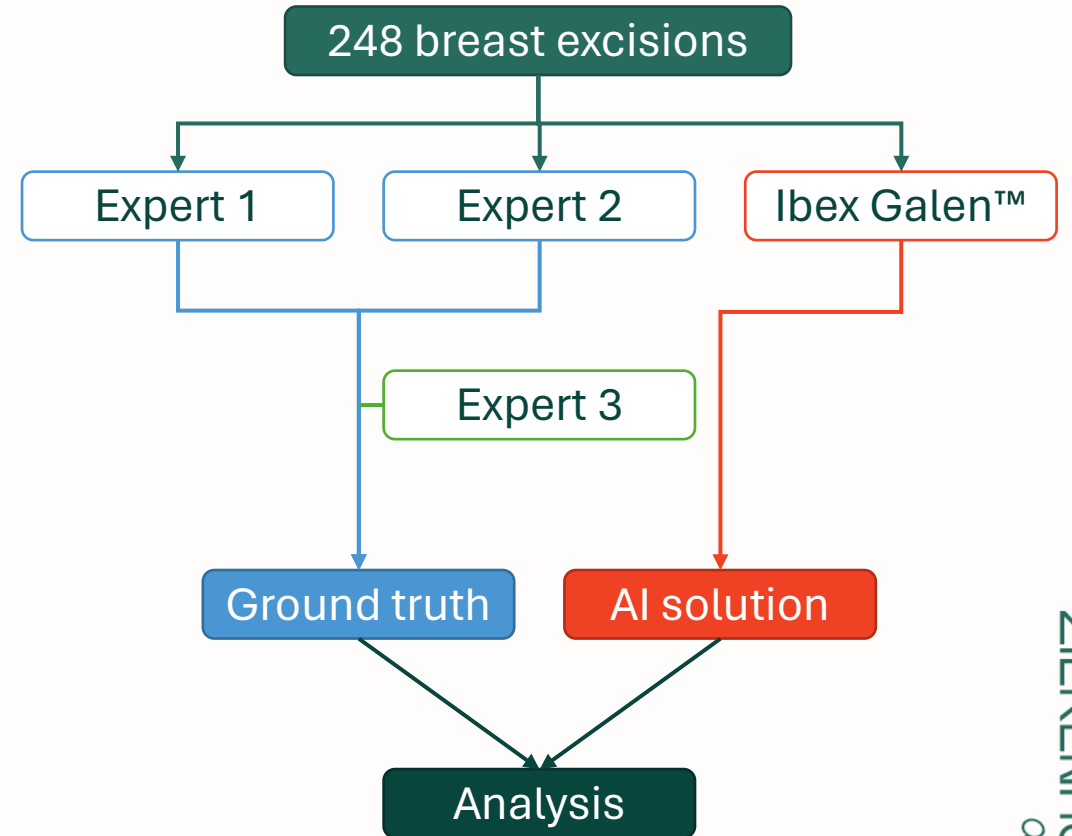 248 breast excisions
Expert 1
Expert 2
Ibex Galen™
Expert 3
Ground truth
AI solution
Analysis